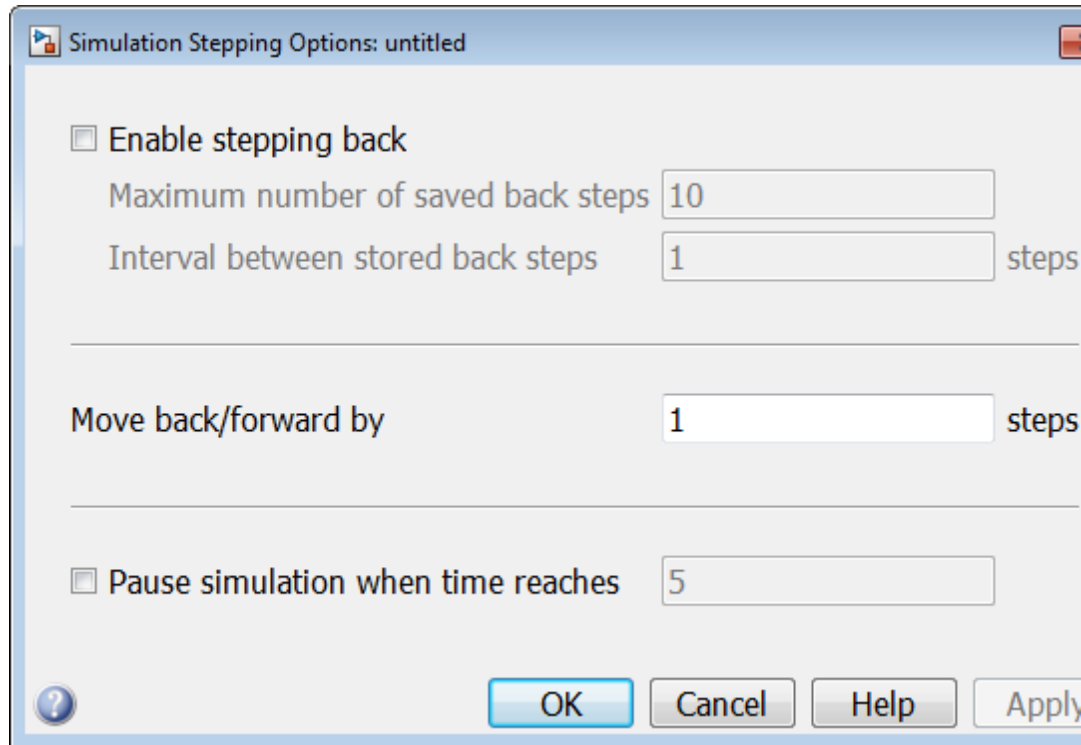 Simulation Stepping Options: untitled
Enable stepping back
Maximum number of saved back steps 10
Interval between stored back steps 1 steps
Move back/forward by 1 steps
Pause simulation when time reaches 5
? OK Cancel Help Apply